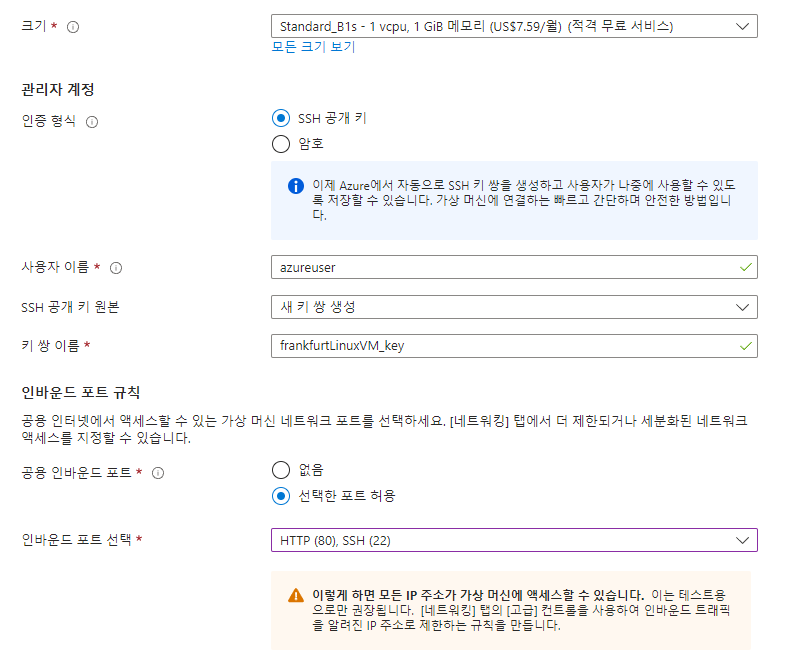 크기 *
Standard_B1s - 1 vcpu, 1 GiB 메모리 (US$7.59/월) (적격 무료 서비스)
모든 크기 보기
관리자 계정
인증 형식
SSH 공개 키
암호
이제 Azure에서 자동으로 SSH 키 쌍을 생성하고 사용자가 나중에 사용할 수 있도
록 저장할 수 있습니다. 가상 머신에 연결하는 빠르고 간단하며 안전한 방법입니
다.
사용자 이름 *
azureuser
SSH 공개 키 원본
새 키 쌍 생성
키 쌍 이름 *
frankfurtLinuxVM_key
인바운드 포트 규칙
공용 인터넷에서 액세스할 수 있는 가상 머신 네트워크 포트를 선택하세요. [네트워킹] 탭에서 더 제한되거나 세분화된 네트워크
액세스를 지정할 수 있습니다.
공용 인바운드 포트 *
없음
선택한 포트 허용
인바운드 포트 선택 *
HTTP (80), SSH (22)
이렇게 하면 모든 IP 주소가 가상 머신에 액세스할 수 있습니다. 이는 테스트용
으로만 권장됩니다. [네트워킹] 탭의 [고급] 컨트롤을 사용하여 인바운드 트래픽
을 알려진 IP 주소로 제한하는 규칙을 만듭니다.